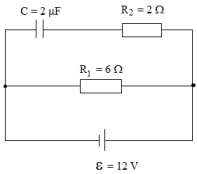 C = 2 μF
R₂ = 2 Ω
R₁ = 6 Ω
ε = 12 V